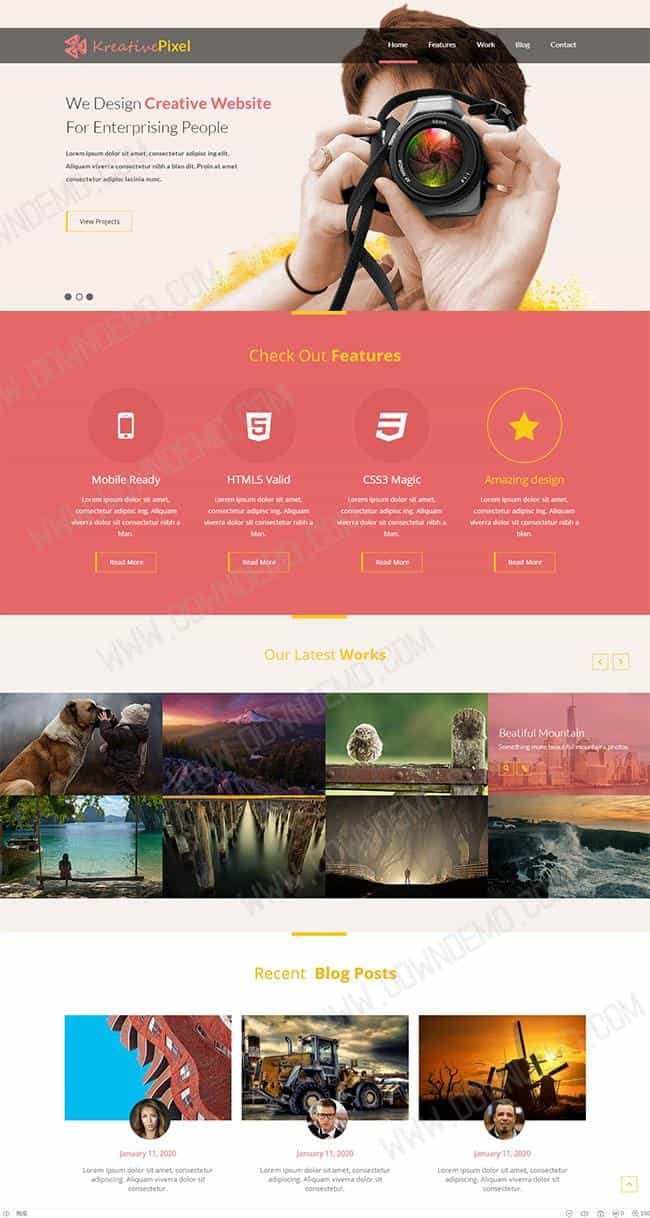 KreativePixel
Home Features Work Blog Contact
We Design Creative Website
For Enterprising People
Lorem ipsum dolor sit amet, consectetur adipisc ing elit.
Aliquam viverra consectetur nibh a blan dit. Proin at amet
consectetur adipisc lacinia nunc.
View Projects
Check Out Features
Mobile Ready
Lorem ipsum dolor sit amet,
consectetur adipisc ing. Aliquam
viverra dolor sit consectetur nibh a
blan.
Read More
HTML5 Valid
Lorem ipsum dolor sit amet,
consectetur adipisc ing. Aliquam
viverra dolor sit consectetur nibh a
blan.
Read More
CSS3 Magic
Lorem ipsum dolor sit amet,
consectetur adipisc ing. Aliquam
viverra dolor sit consectetur nibh a
blan.
Read More
Amazing design
Lorem ipsum dolor sit amet,
consectetur adipisc ing. Aliquam
viverra dolor sit consectetur nibh a
blan.
Read More
Our Latest Works
Beatiful Mountain
Something more beautiful mountains photos
Recent Blog Posts
January 11, 2020
Lorem ipsum dolor sit amet, consectetur
adipiscing. Aliquam viverra dolor sit
consectetur.
January 11, 2020
Lorem ipsum dolor sit amet, consectetur
adipiscing. Aliquam viverra dolor sit
consectetur.
January 11, 2020
Lorem ipsum dolor sit amet, consectetur
adipiscing. Aliquam viverra dolor sit
consectetur.
WWW.DOWNDEMO.COM